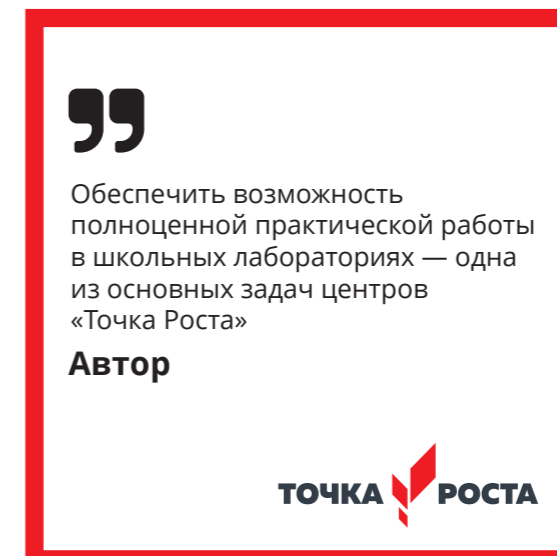 Обеспечить возможность
полноценной практической работы
в школьных лабораториях — одна
из основных задач центров
«Точка Роста»
Автор
ТОЧКА РОСТА